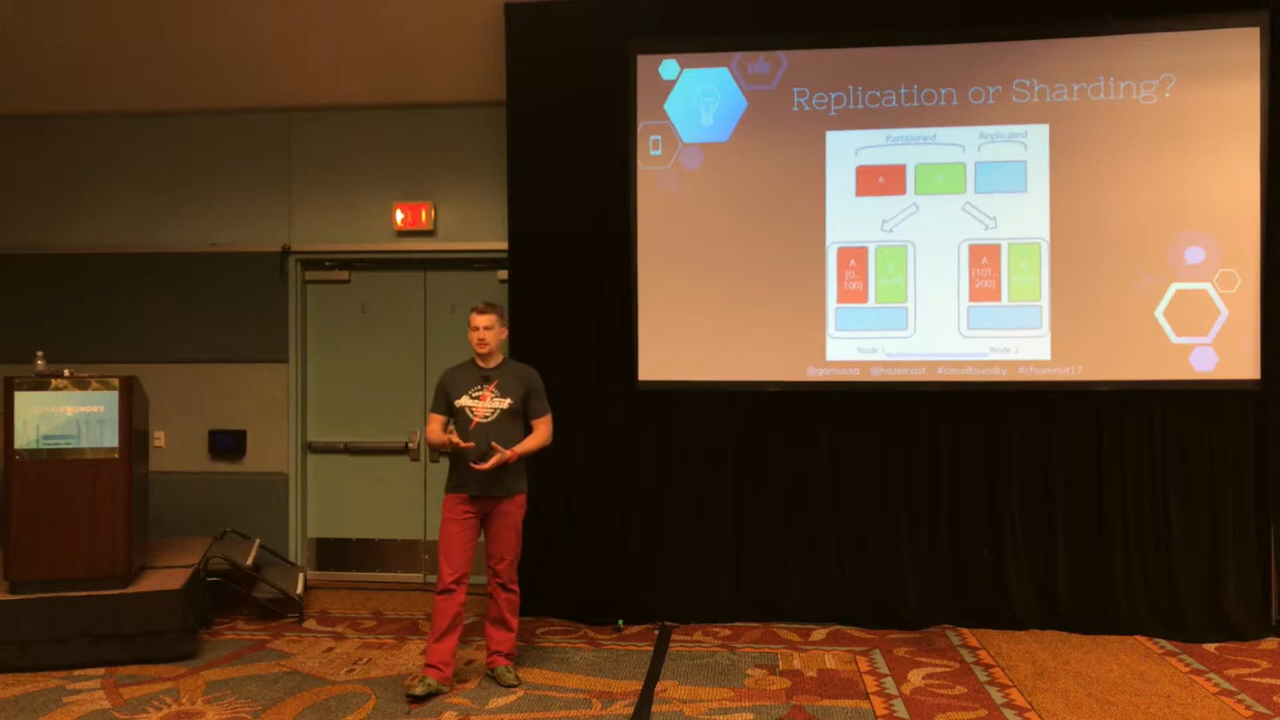 Replication or Sharding?
Partitioned
Replicated
A
A
[0..
100]
A
[101..
200]
Node 1
Node 2
@gamussa @hazelcast #cloudfoundry #cfsummit17
Hazelcast
CLOUD FOUNDRY